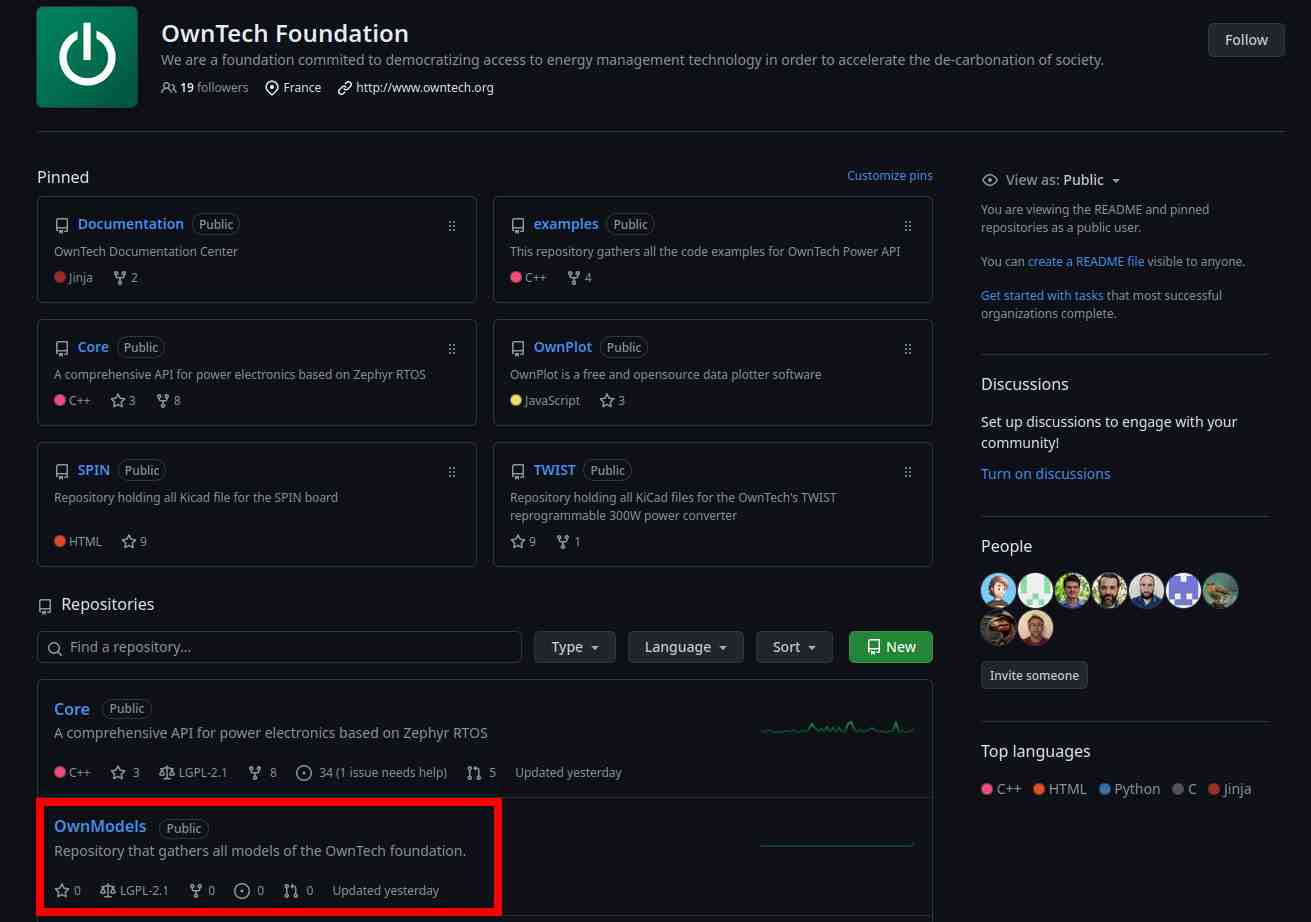 OwnTech Foundation
We are a foundation commited to democratizing access to energy management technology in order to accelerate the de-carbonation of society.
19 followers France http://www.owntech.org
Follow
Pinned
Customize pins
Documentation Public
OwnTech Documentation Center
Jinja 2
examples Public
This repository gathers all the code examples for OwnTech Power API
C++ 4
Core Public
A comprehensive API for power electronics based on Zephyr RTOS
C++ 3 8
OwnPlot Public
OwnPlot is a free and opensource data plotter software
JavaScript 3
SPIN Public
Repository holding all Kicad file for the SPIN board
HTML 9
TWIST Public
Repository holding all KiCad files for the OwnTech's TWIST
reprogrammable 300W power converter
9 1
Repositories
Find a repository...
Type
Language
Sort
New
Core Public
A comprehensive API for power electronics based on Zephyr RTOS
C++ 3 LGPL-2.1 8 34 (1 issue needs help) 5 Updated yesterday
OwnModels Public
Repository that gathers all models of the OwnTech foundation.
0 LGPL-2.1 0 0 0 Updated yesterday
View as: Public
You are viewing the README and pinned
repositories as a public user.
You can create a README file visible to anyone.
Get started with tasks that most successful
organizations complete.
Discussions
Set up discussions to engage with your
community!
Turn on discussions
People
Invite someone
Top languages
C++ HTML Python C Jinja